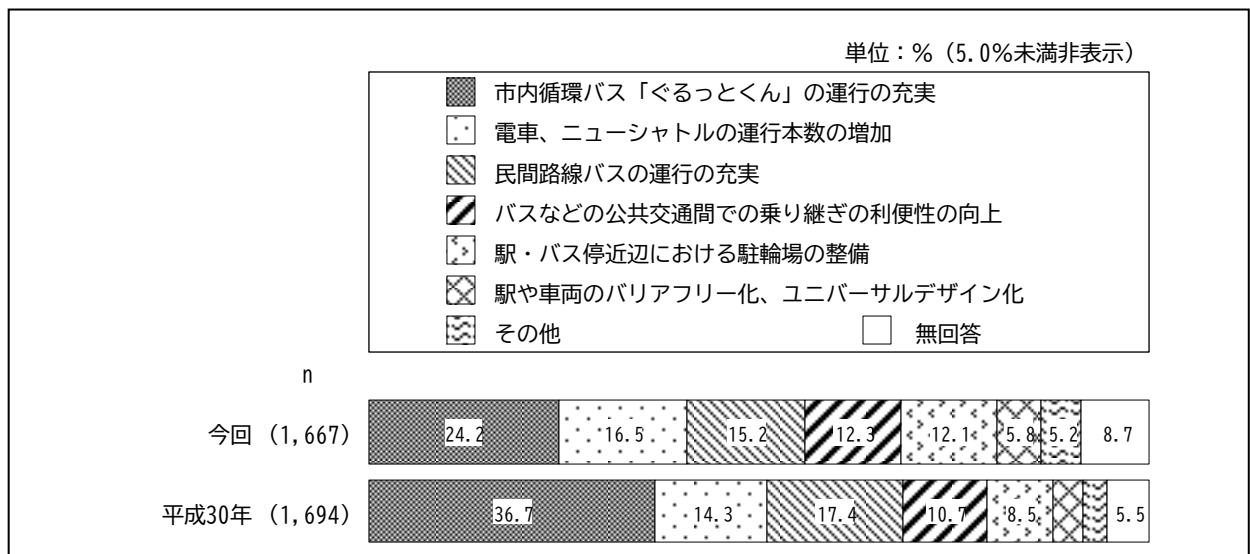 単位：％（5.0％未満非表示）
市内循環バス「ぐるっとくん」の運行の充実
電車、ニューシャトルの運行本数の増加
民間路線バスの運行の充実
バスなどの公共交通間での乗り継ぎの利便性の向上
駅・バス停近辺における駐輪場の整備
駅や車両のバリアフリー化、ユニバーサルデザイン化
その他 無回答
n
今回 (1,667) 24.2 16.5 15.2 12.3 12.1 5.8 5.2 8.7
平成30年 (1,694) 36.7 14.3 17.4 10.7 8.5 5.5